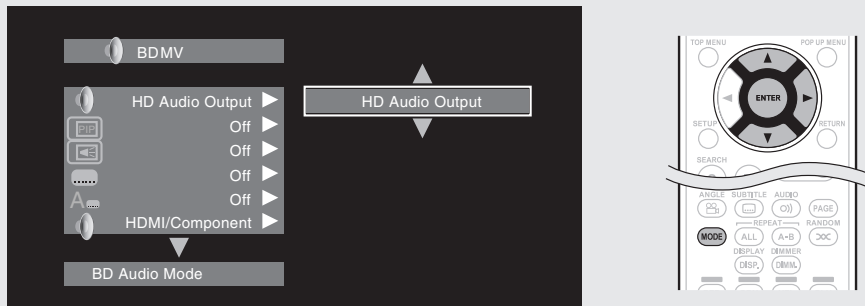 BDMV
HD Audio Output
PIP
Off
Off
Off
A
Off
HDMI/Component
BD Audio Mode
HD Audio Output
TOP MENU
POP UP MENU
ENTER
SETUP
RETURN
SEARCH
ANGLE SUBTITLE AUDIO
PAGE
REPEAT RANDOM
MODE ALL A-B
DISPLAY DIMMER
DISP. DIMM.